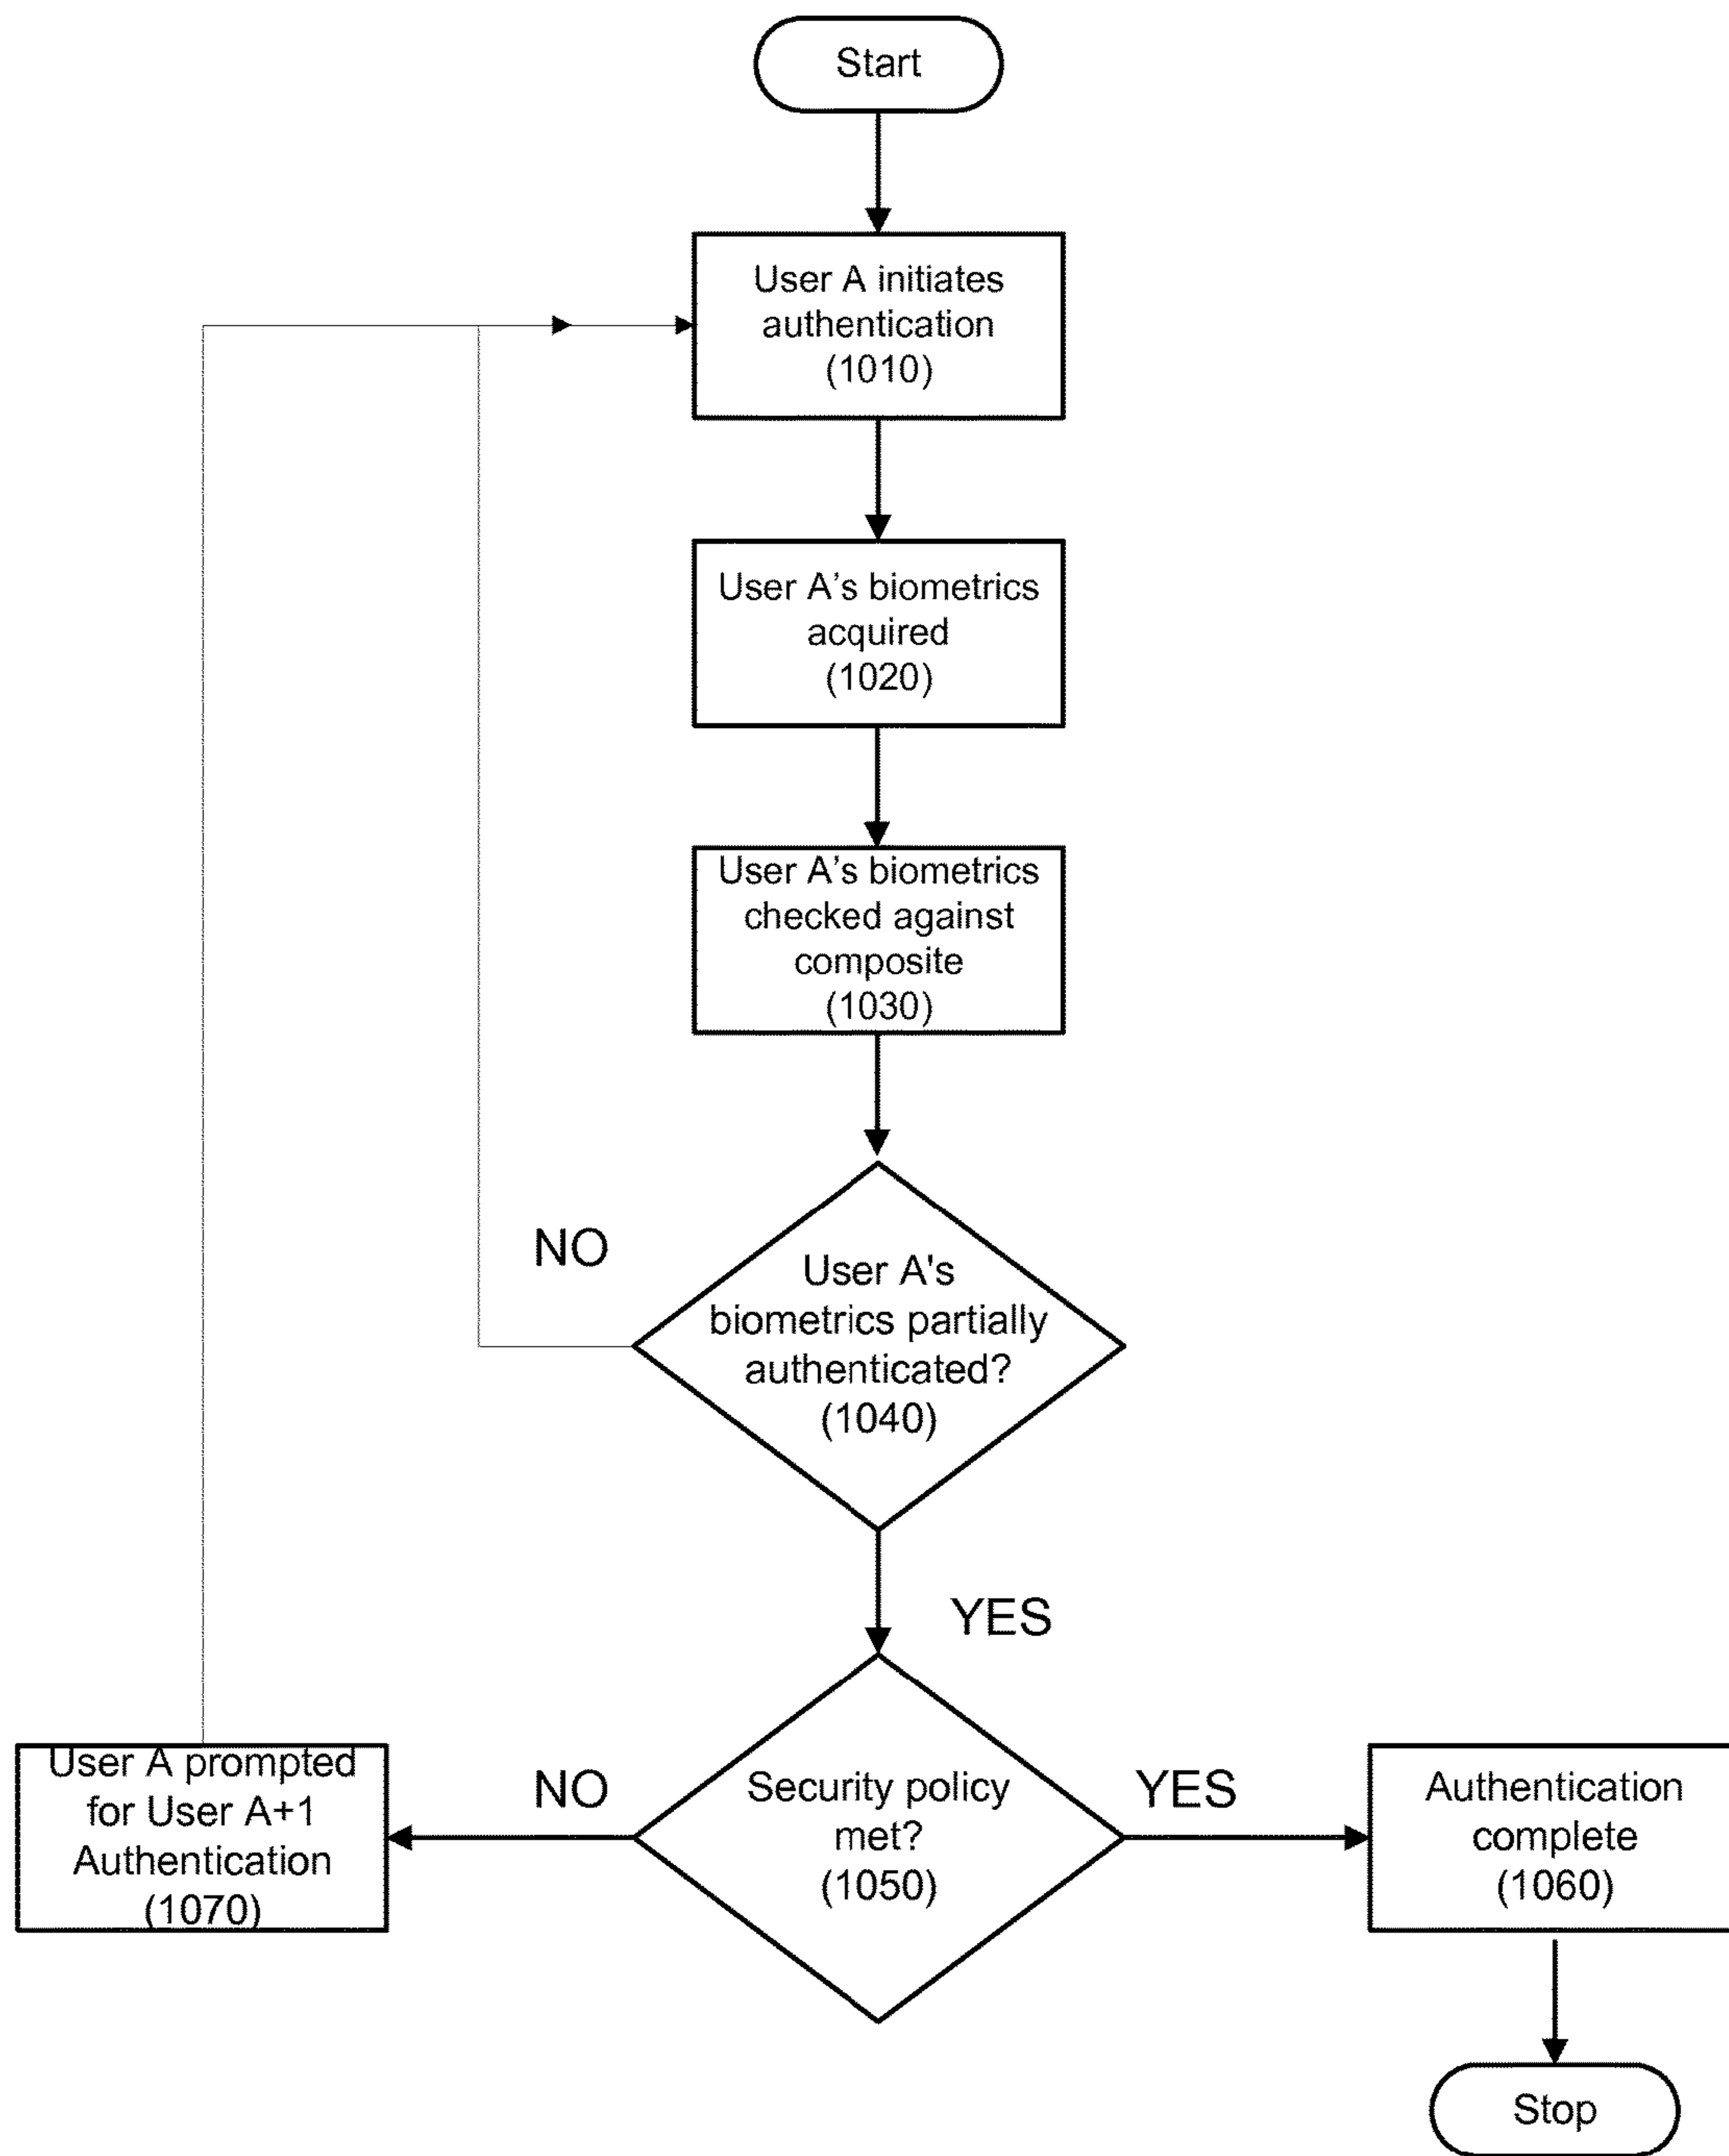 Start
User A initiates
authentication
(1010)
User A's biometrics
acquired
(1020)
User A's biometrics
checked against
composite
(1030)
NO
User A's
biometrics partially
authenticated?
(1040)
YES
User A prompted
for User A+1
Authentication
(1070)
NO
Security policy
met?
(1050)
YES
Authentication
complete
(1060)
Stop